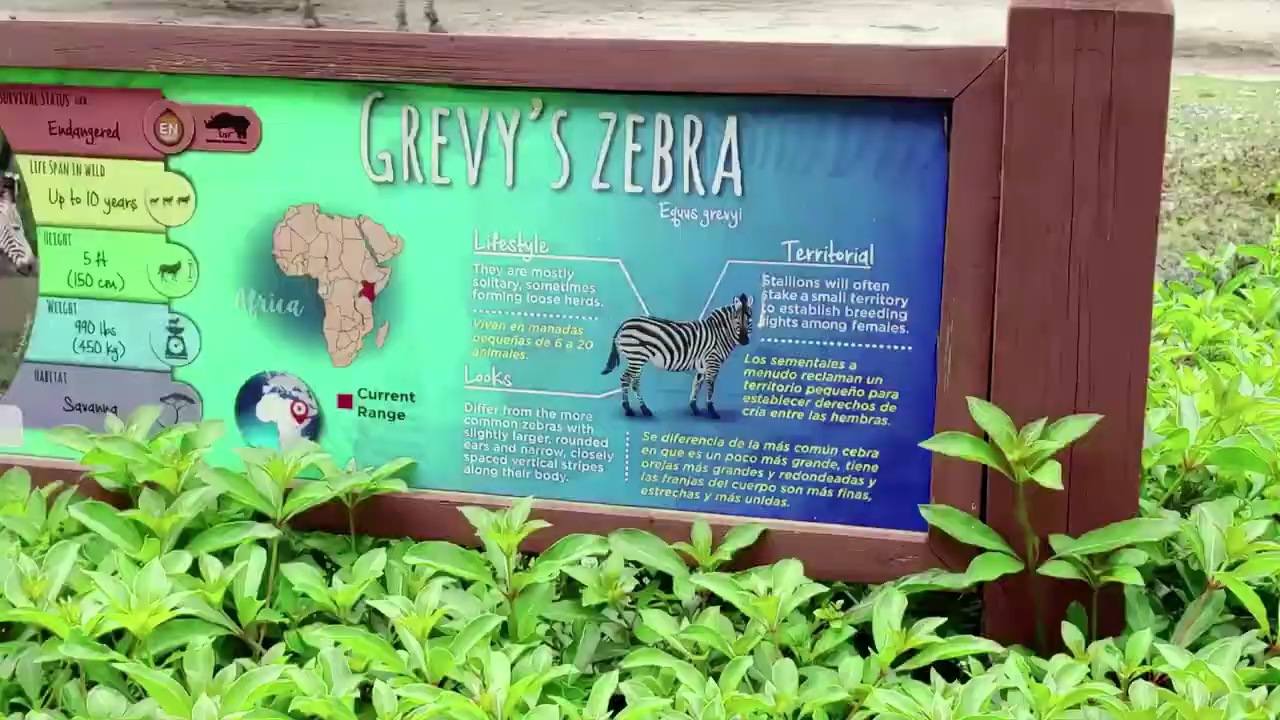 SURVIVAL STATUS
Endangered
EN
LIFE SPAN IN WILD
Up to 10 years
HEIGHT
5 ft
(150 cm)
WEIGHT
990 lbs
(450 kg)
HABITAT
Savanna
GREVY'S ZEBRA
Equus grevyi
Africa
Current
Range
Lifestyle
They are mostly
solitary, sometimes
forming loose herds.
Viven en manadas
pequeñas de 6 a 20
animales.
Territorial
Stallions will often
stake a small territory
to establish breeding
rights among females.
Los sementales a
menudo reclaman un
territorio pequeño para
establecer derechos de
cría entre las hembras.
Looks
Differ from the more
common zebras with
slightly larger, rounded
ears and narrow, closely
spaced vertical stripes
along their body.
Se diferencia de la más común cebra
en que es un poco más grande, tiene
orejas más grandes y redondeadas y
las franjas del cuerpo son más finas,
estrechas y más unidas.